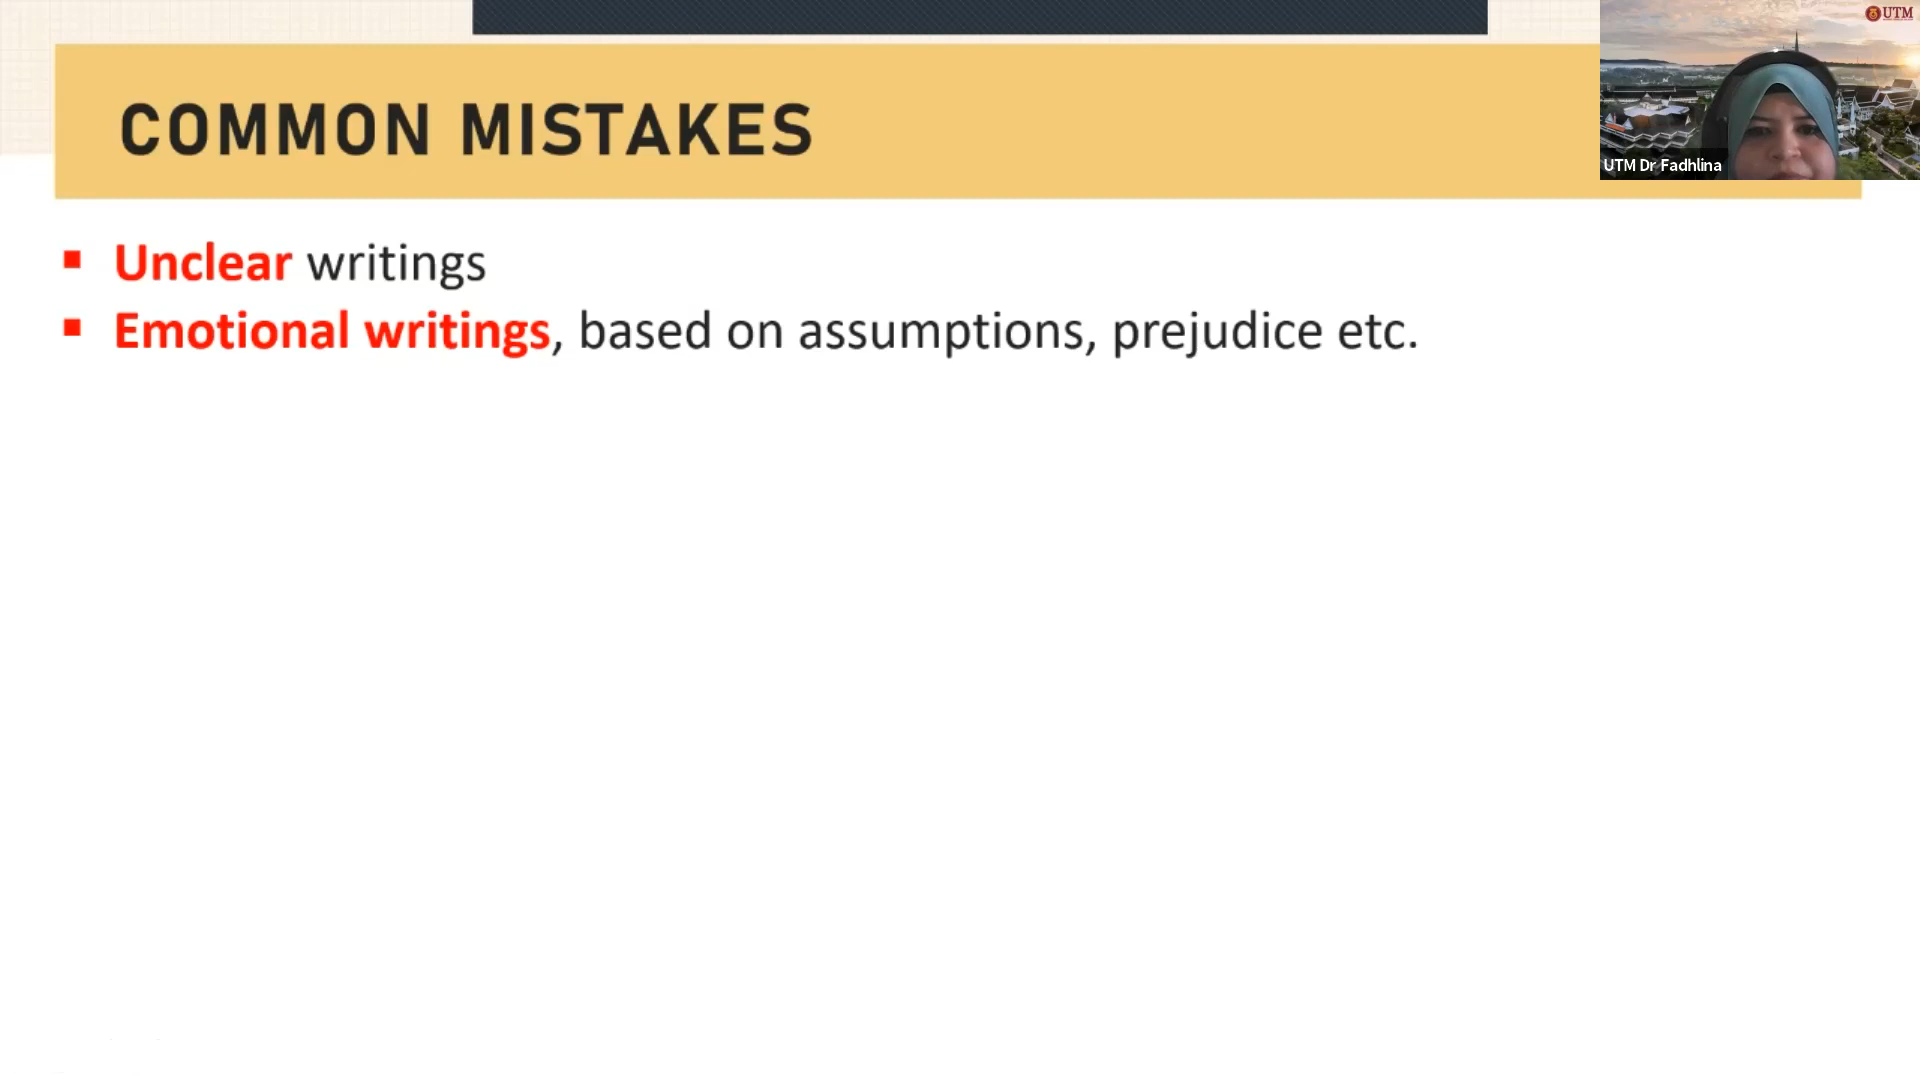 UTM
COMMON MISTAKES
UTM Dr Fadhlina
▪ Unclear writings
▪ Emotional writings, based on assumptions, prejudice etc.